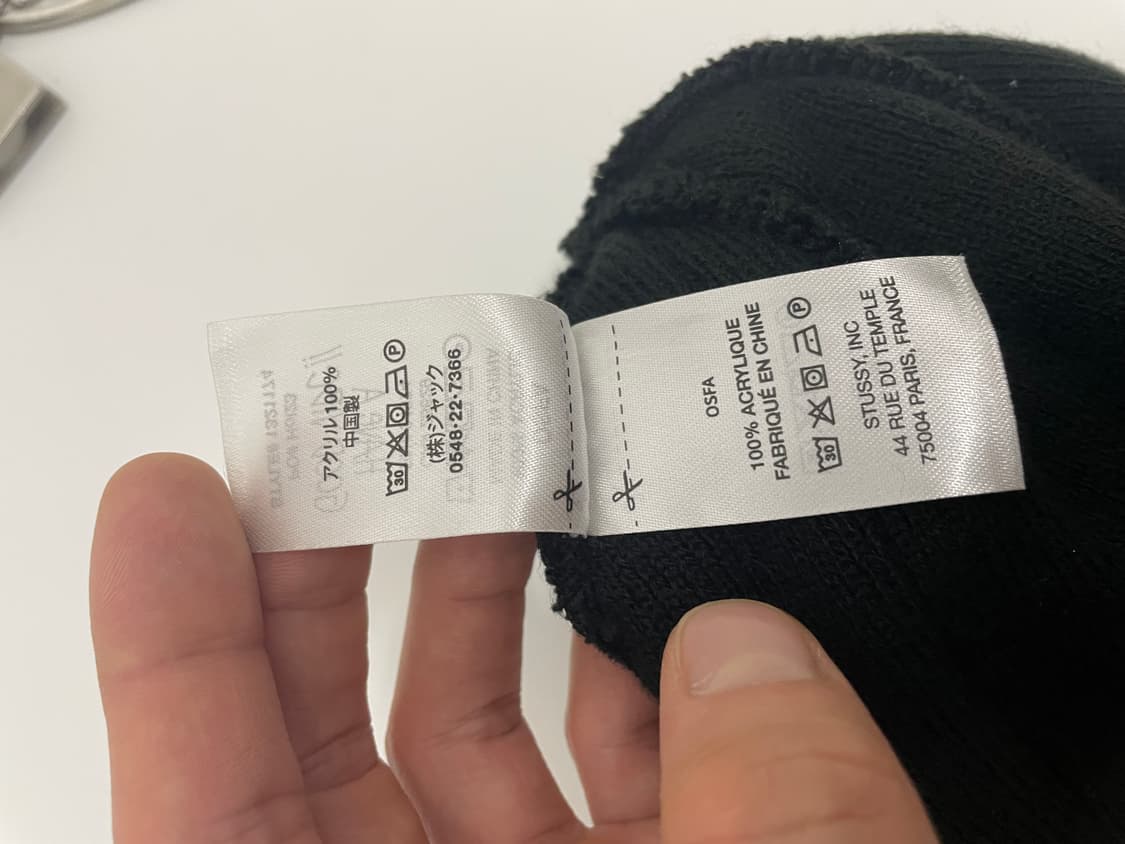 アクリル100%
中国製
30 P
(株)ジャック
0548-22-7366
OSFA
100% ACRYLIQUE
FABRIQUÉ EN CHINE
30 P
STUSSY, INC
44 RUE DU TEMPLE
75004 PARIS, FRANCE